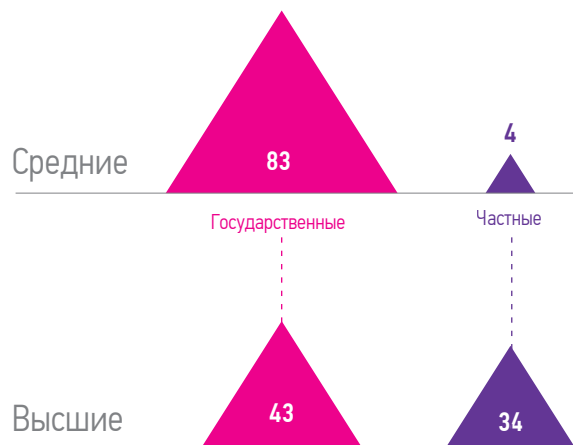 4
Средние
83
Государственные
Частные
Высшие
43
34